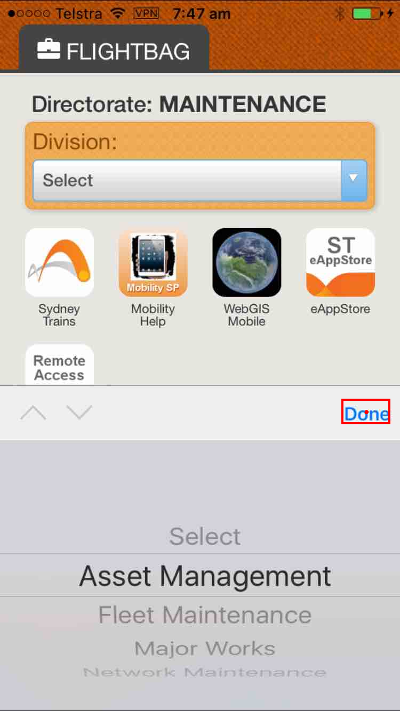 Telstra VPN 7:47 am
FLIGHTBAG
Directorate: MAINTENANCE
Division:
Select
Mobility SP
ST
eAppStore
Sydney
Trains
Mobility
Help
WebGIS
Mobile
eAppStore
Remote
Access
Done
Select
Asset Management
Fleet Maintenance
Major Works
Network Maintenance